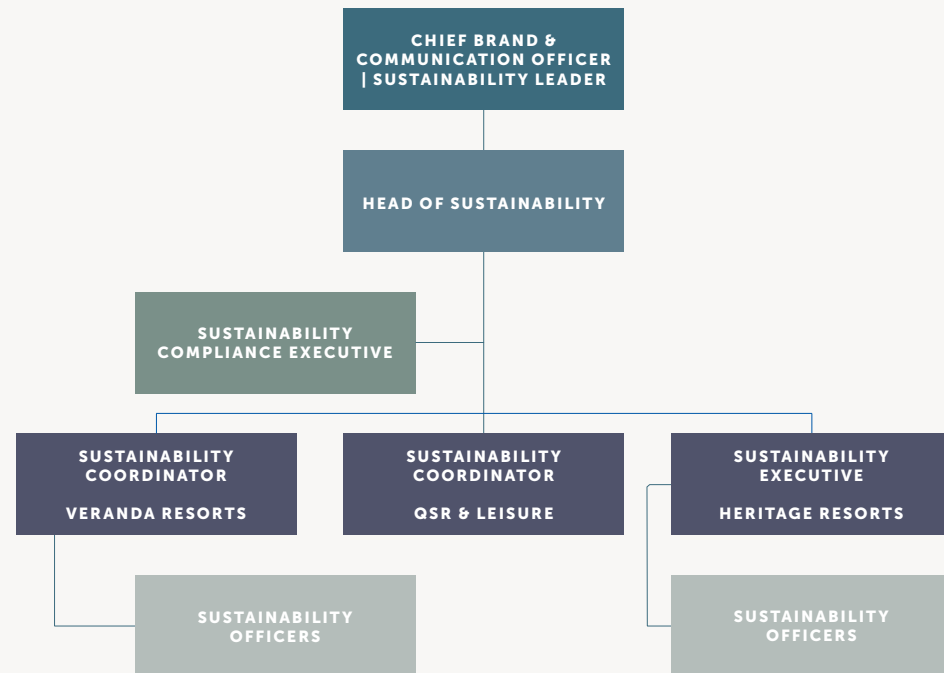 CHIEF BRAND &
COMMUNICATION OFFICER
| SUSTAINABILITY LEADER
HEAD OF SUSTAINABILITY
SUSTAINABILITY
COMPLIANCE EXECUTIVE
SUSTAINABILITY
COORDINATOR
VERANDA RESORTS
SUSTAINABILITY
COORDINATOR
QSR & LEISURE
SUSTAINABILITY
EXECUTIVE
HERITAGE RESORTS
SUSTAINABILITY
OFFICERS
SUSTAINABILITY
OFFICERS